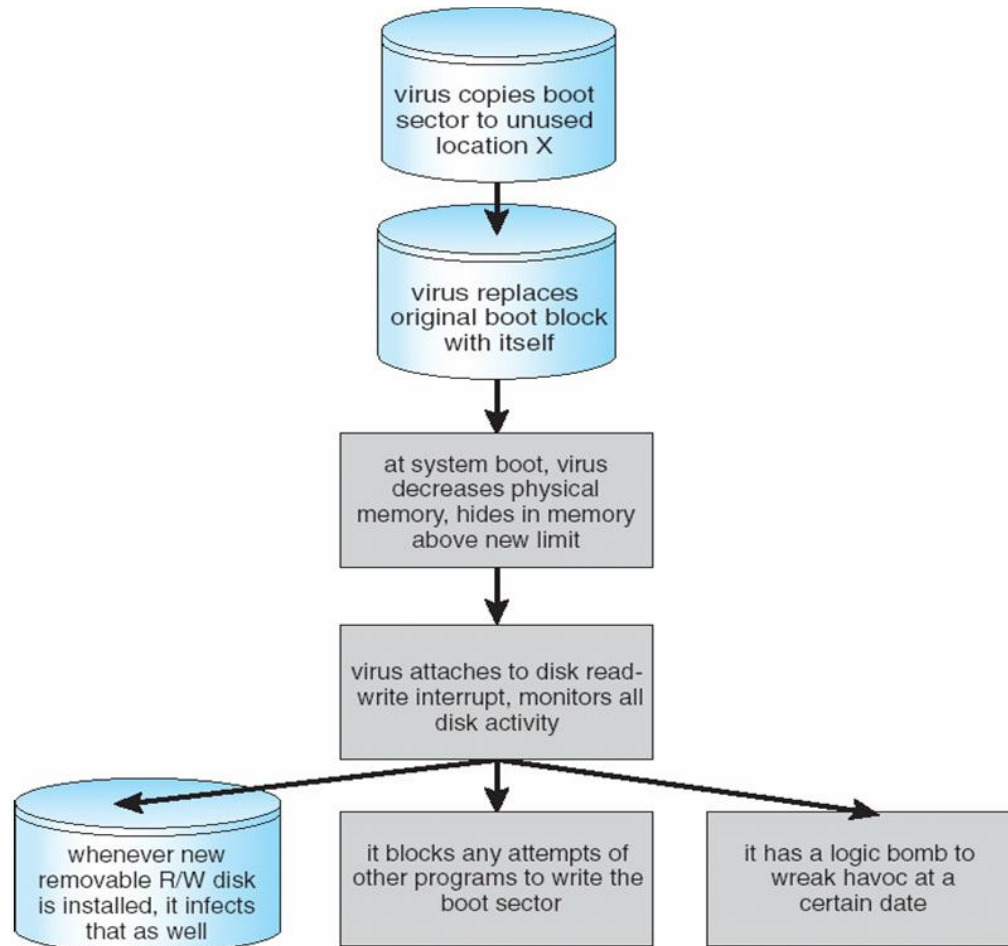 virus copies boot
sector to unused
location X
virus replaces
original boot block
with itself
at system boot, virus
decreases physical
memory, hides in memory
above new limit
virus attaches to disk read-
write interrupt, monitors all
disk activity
whenever new
removable R/W disk
is installed, it infects
that as well
it blocks any attempts of
other programs to write the
boot sector
it has a logic bomb to
wreak havoc at a
certain date